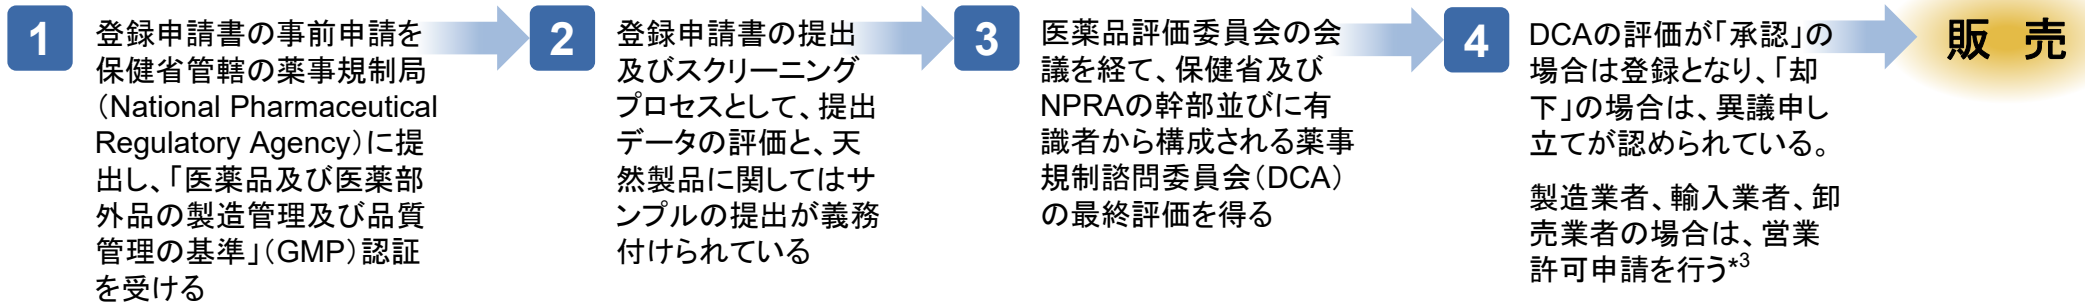 1
登録申請書の事前申請を
保健省管轄の薬事規制局
（National Pharmaceutical
Regulatory Agency）に提
出し、「医薬品及び医薬部
外品の製造管理及び品質
管理の基準」（GMP）認証
を受ける
2
登録申請書の提出
及びスクリーニング
プロセスとして、提出
データの評価と、天
然製品に関してはサ
ンプルの提出が義務
付けられている
3
医薬品評価委員会の会
議を経て、保健省及び
NPRAの幹部並びに有
識者から構成される薬事
規制諮問委員会（DCA）
の最終評価を得る
4
DCAの評価が「承認」の
場合は登録となり、「却
下」の場合は、異議申し
立てが認められている。
製造業者、輸入業者、卸
売業者の場合は、営業
許可申請を行う*3
販 売